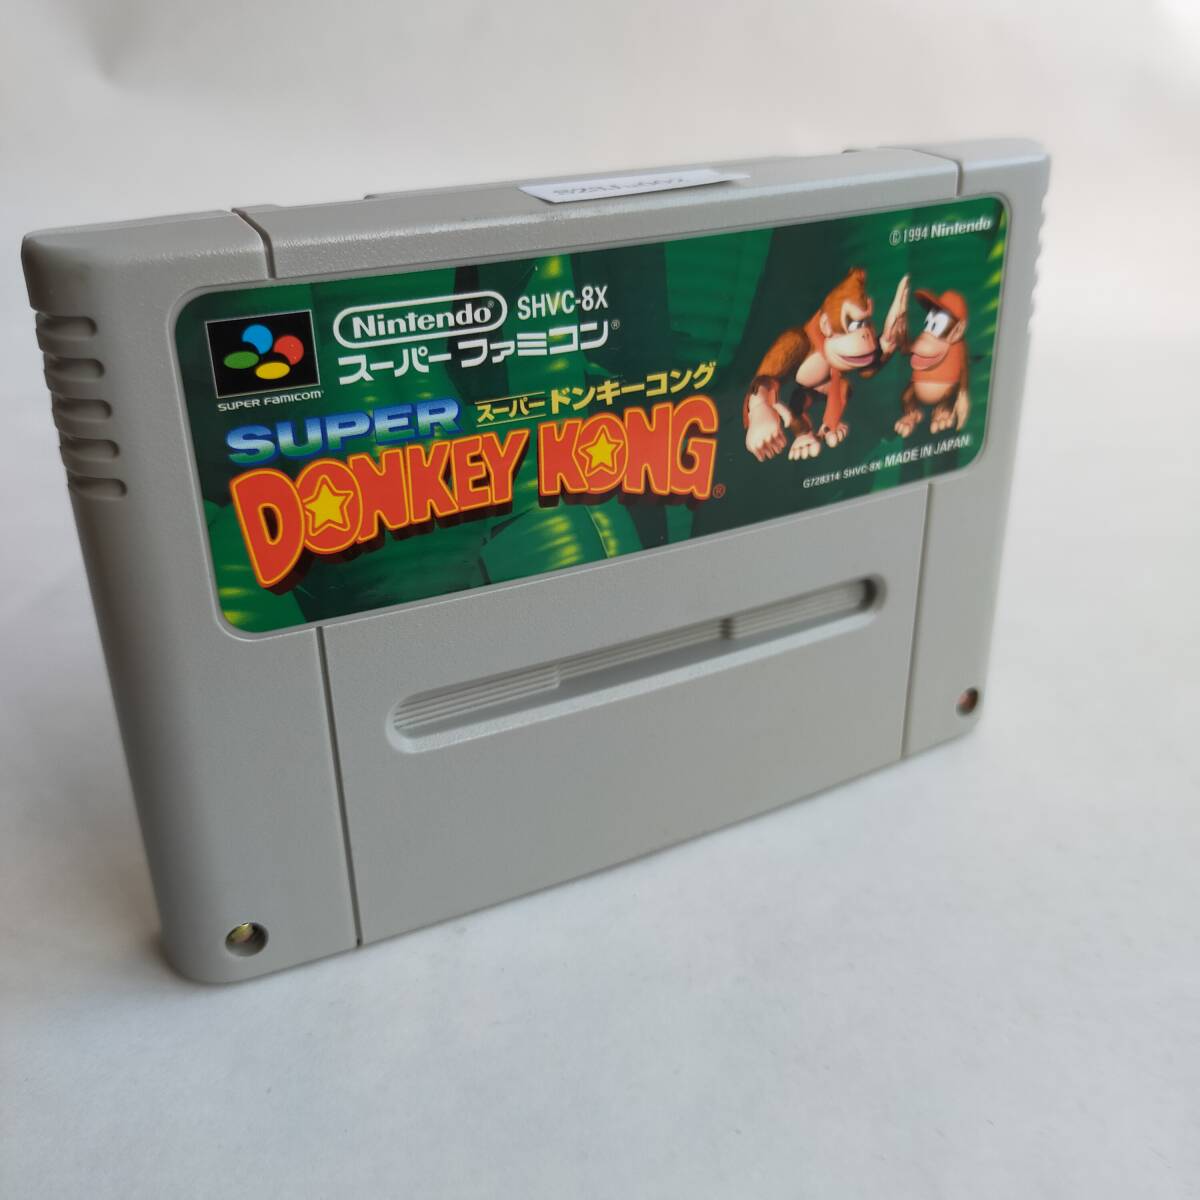 ©1994 Nintendo
Nintendo SHVC-8X
スーパーファミコン®
SUPER FAMICOM
スーパードンキーコング
SUPER
DONKEY KONG®
G728314 SHVC-8X MADE IN JAPAN